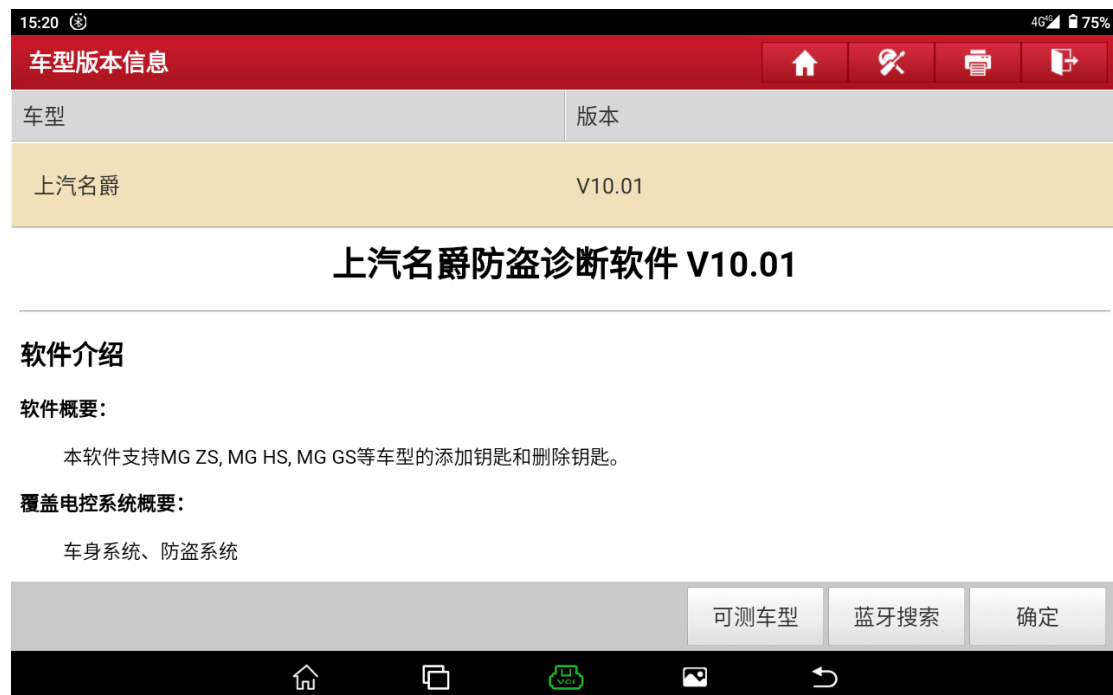 15:20 4G 4G 75%
车型版本信息
车型 版本
上汽名爵 V10.01
上汽名爵防盗诊断软件 V10.01
软件介绍
软件概要：
本软件支持MG ZS, MG HS, MG GS等车型的添加钥匙和删除钥匙。
覆盖电控系统概要：
车身系统、防盗系统
可测车型 蓝牙搜索 确定
VCI